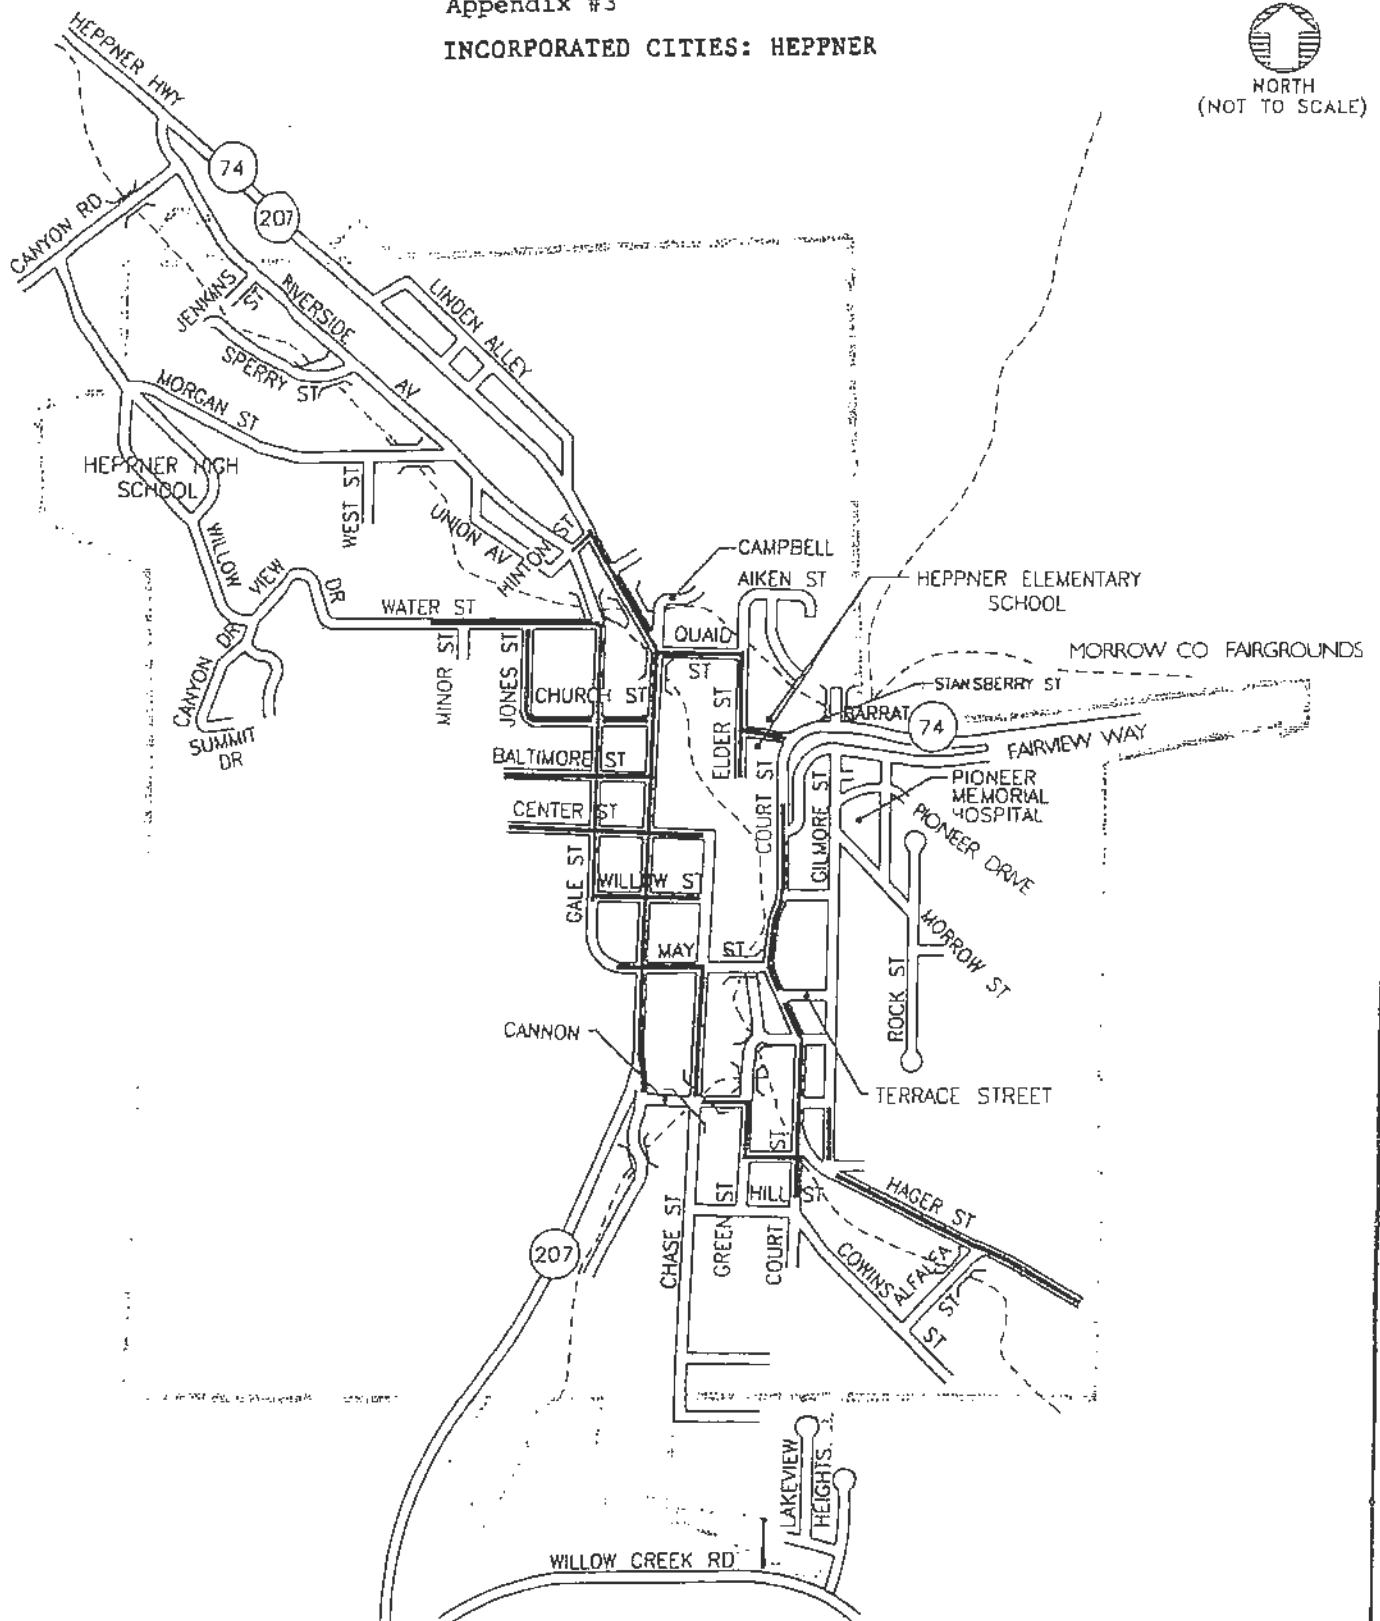 Appendix #3
INCORPORATED CITIES: HEPPNER
NORTH
(NOT TO SCALE)
HEPPNER HWY
74
207
CANYON RD
LINDEN ALLEY
JENKINS ST
RIVERSIDE AV
SPERRY ST
MORGAN ST
HEPPNER HIGH
SCHOOL
WEST ST
UNION AV
HINTON ST
WILLOW VIEW DR
CAMPBELL
AIKEN ST
HEPPNER ELEMENTARY
SCHOOL
WATER ST
QUAID
ST
MORROW CO FAIRGROUNDS
CANYON DR
MINOR ST
JONES ST
CHURCH ST
ELDER ST
STANSBERRY ST
BARRAT
74
FAIRVIEW WAY
SUMMIT
DR
BALTIMORE ST
COURT ST
GILMORE ST
PIONEER
MEMORIAL
HOSPITAL
CENTER ST
PIONEER DRIVE
GALE ST
WILLOW ST
MORROW ST
MAY ST
ROCK ST
CANNON
TERRACE STREET
ST
HILL ST
HAGER ST
CHASE ST
GREEN ST
COURT
207
COWINS ST
ALFALFA ST
LAKEVIEW
HEIGHTS
WILLOW CREEK RD